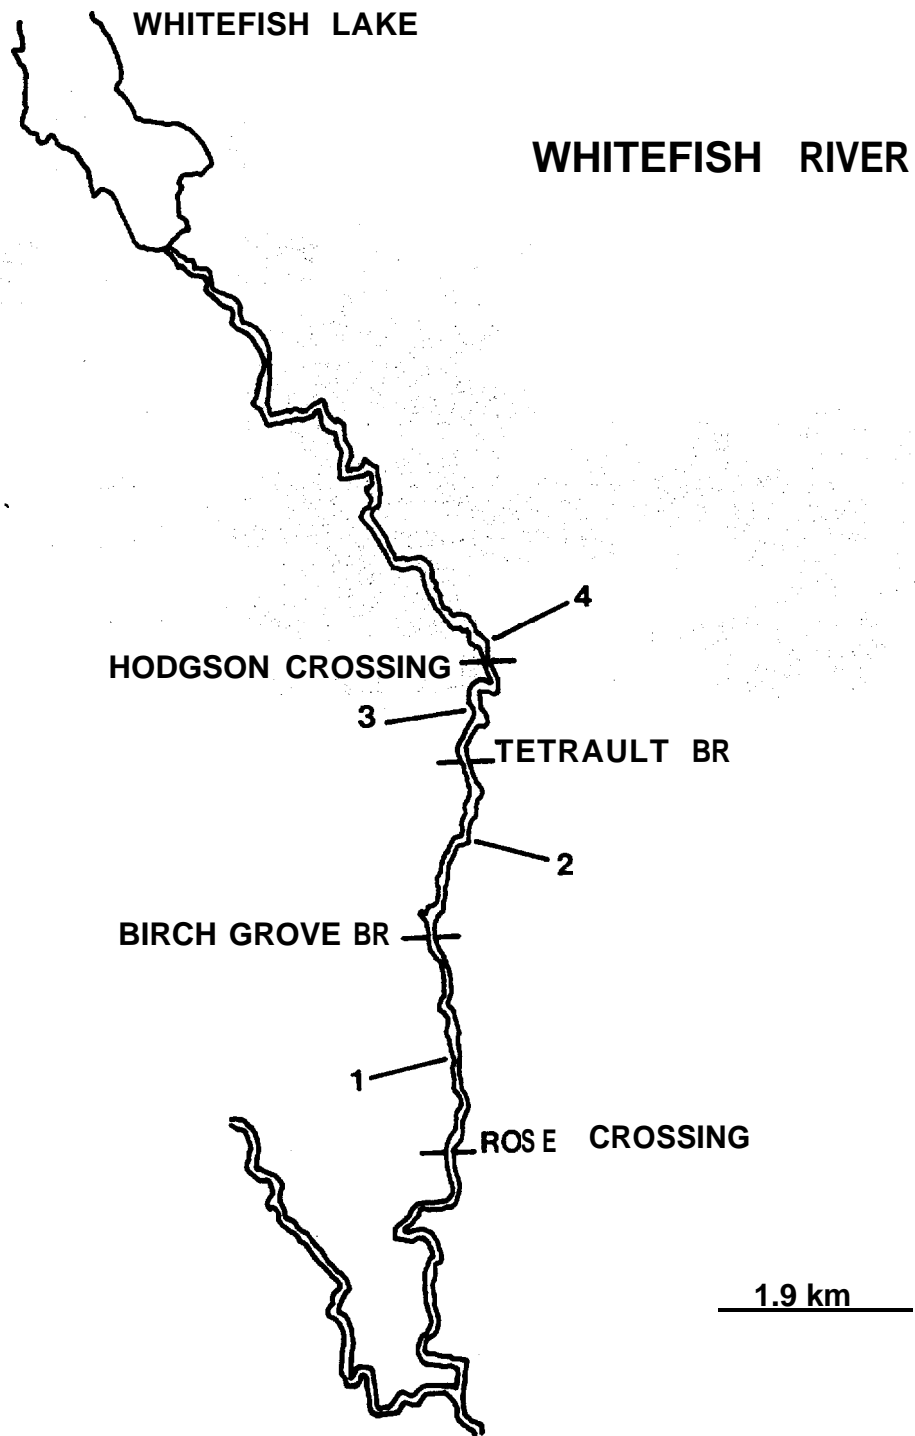 WHITEFISH LAKE
WHITEFISH RIVER
4
HODGSON CROSSING
3
TETRAULT BR
2
BIRCH GROVE BR
1
ROSE CROSSING
1.9 km